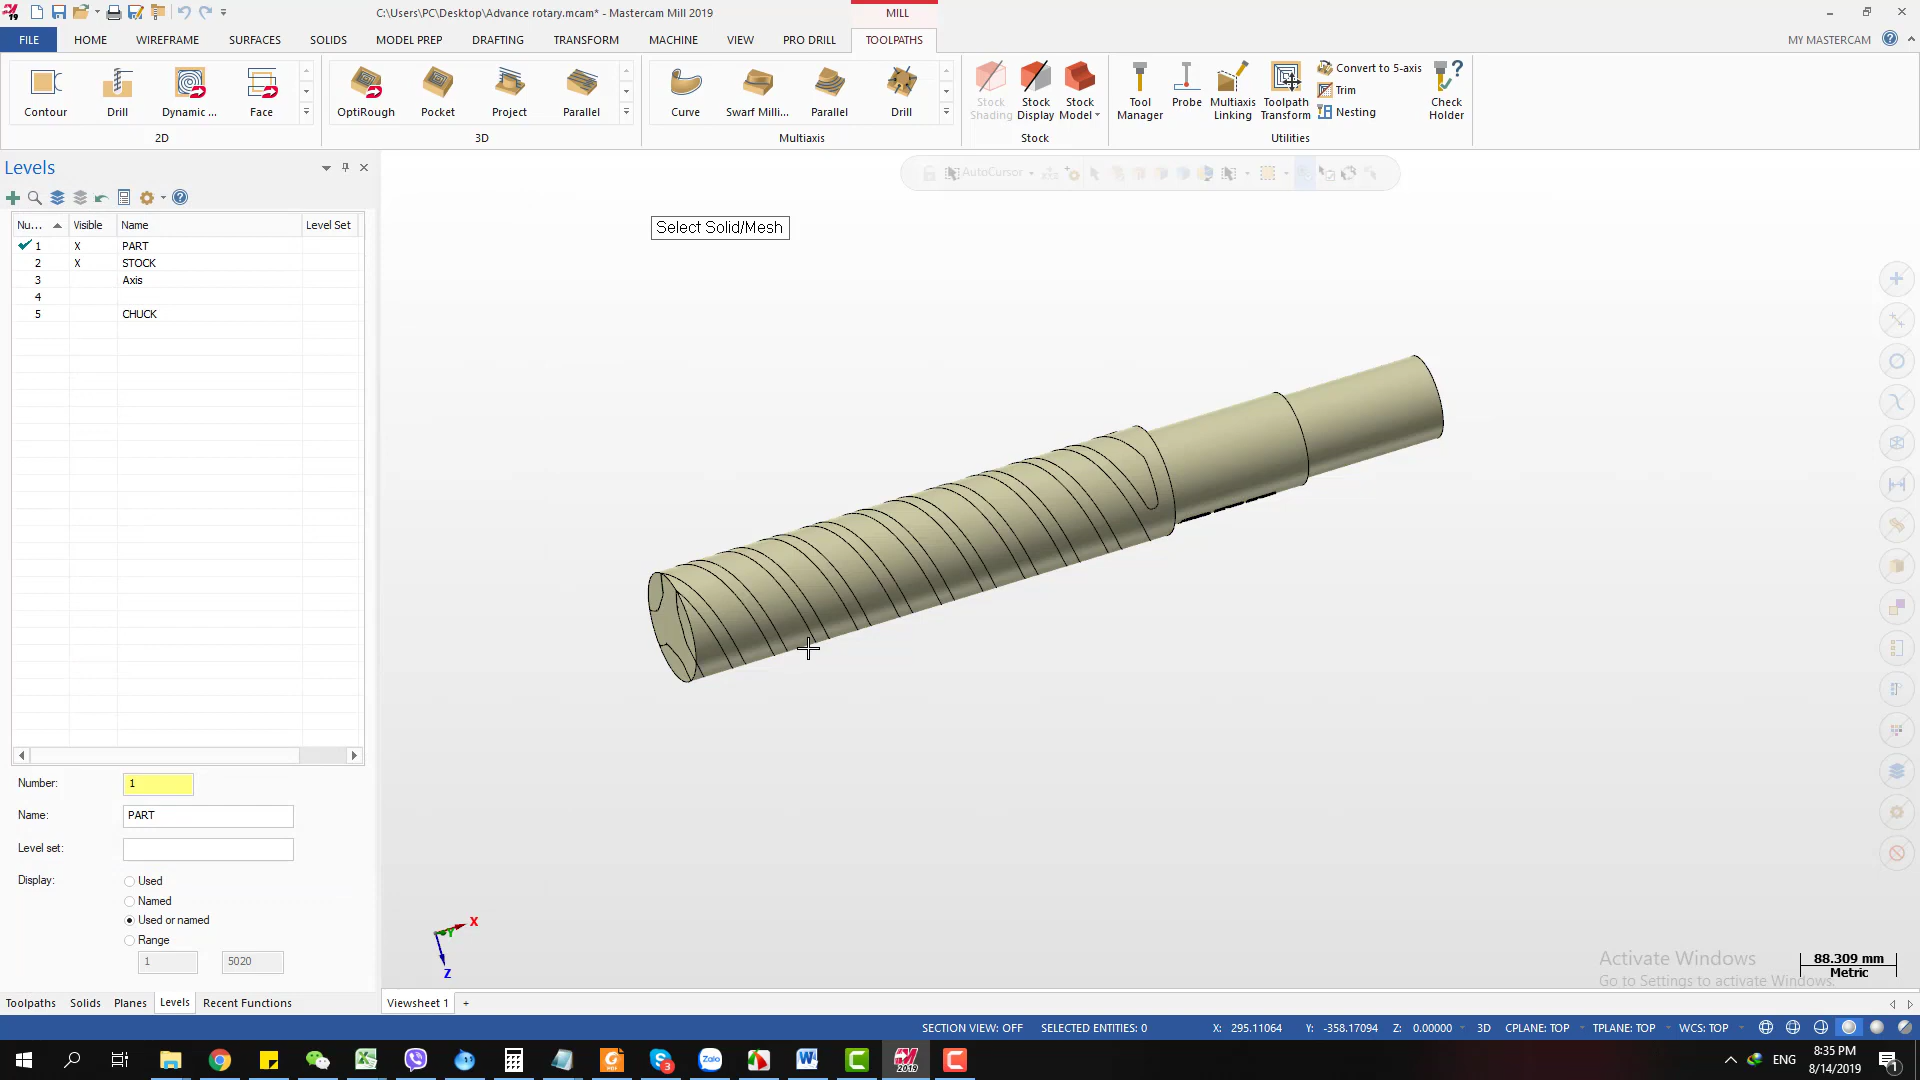 C:\Users\PC\Desktop\Advance rotary.mcam* - Mastercam Mill 2019
MILL
FILE
HOME
WIREFRAME
SURFACES
SOLIDS
MODEL PREP
DRAFTING
TRANSFORM
MACHINE
VIEW
PRO DRILL
TOOLPATHS
MY MASTERCAM
Contour
Drill
Dynamic ...
Face
2D
OptiRough
Pocket
Project
Parallel
3D
Curve
Swarf Milli...
Parallel
Drill
Multiaxis
Stock Shading
Stock Display
Stock Model
Stock
Tool Manager
Probe
Multiaxis Linking
Toolpath Transform
Convert to 5-axis
Trim
Nesting
Check Holder
Utilities
Levels
AutoCursor
Select Solid/Mesh
Nu...
Visible
Name
Level Set
1 X PART
2 X STOCK
3 Axis
4
5 CHUCK
Number: 1
Name: PART
Level set:
Display:
Used
Named
Used or named
Range
1 5020
X
Y
Z
Activate Windows
Go to Settings to activate Windows.
88.309 mm
Metric
Toolpaths
Solids
Planes
Levels
Recent Functions
Viewsheet 1
+
SECTION VIEW: OFF
SELECTED ENTITIES: 0
X: 295.11064
Y: -358.17094
Z: 0.00000
3D
CPLANE: TOP
TPLANE: TOP
WCS: TOP
ENG
8:35 PM
8/14/2019